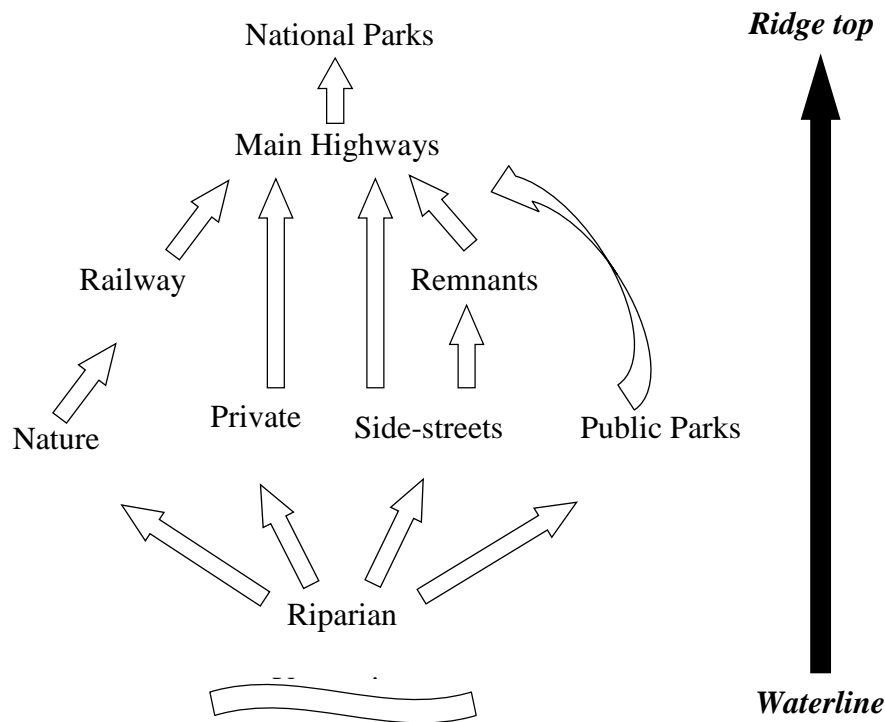 National Parks
Ridge top
Main Highways
Railway
Remnants
Nature
Private
Side-streets
Public Parks
Riparian
Waterline